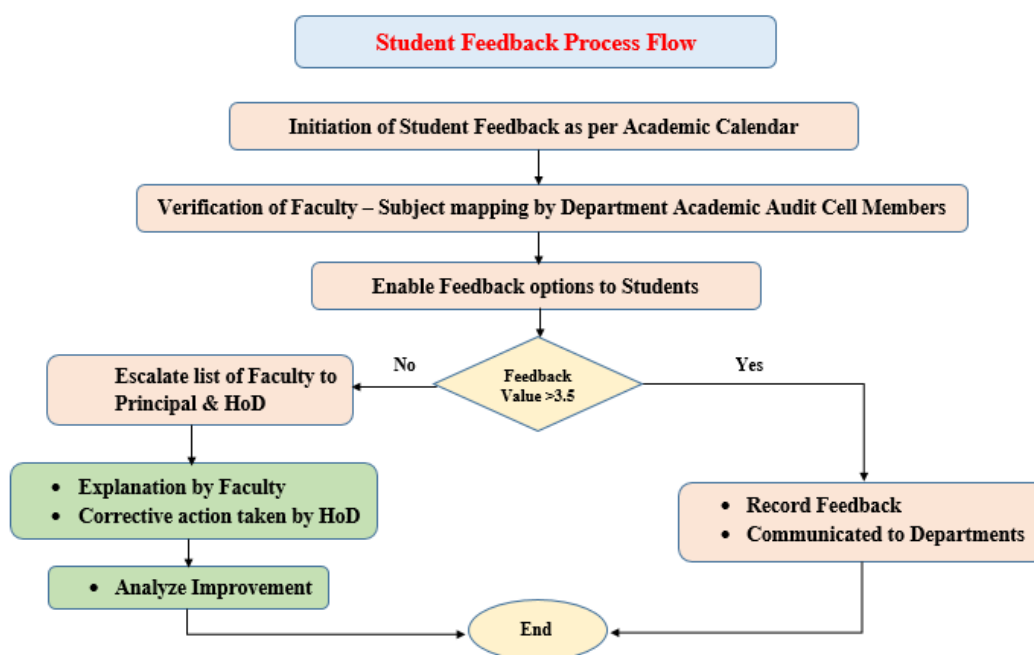 Student Feedback Process Flow
Initiation of Student Feedback as per Academic Calendar
Verification of Faculty – Subject mapping by Department Academic Audit Cell Members
Enable Feedback options to Students
Feedback
Value >3.5
No
Yes
Escalate list of Faculty to
Principal & HoD
• Explanation by Faculty
• Corrective action taken by HoD
• Record Feedback
• Communicated to Departments
• Analyze Improvement
End